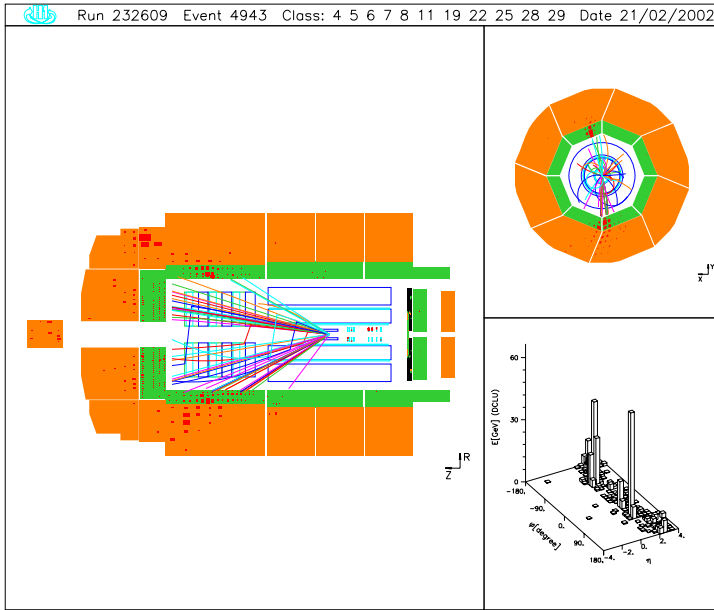 Run 232609 Event 4943 Class: 4 5 6 7 8 11 19 22 25 28 29 Date 21/02/2002
R
Z
Y
X
E[GeV] (DCLU)
60
30
0
-180.
-90.
0.
90.
180.
φ[degree]
-4.
-2.
0.
2.
4.
η